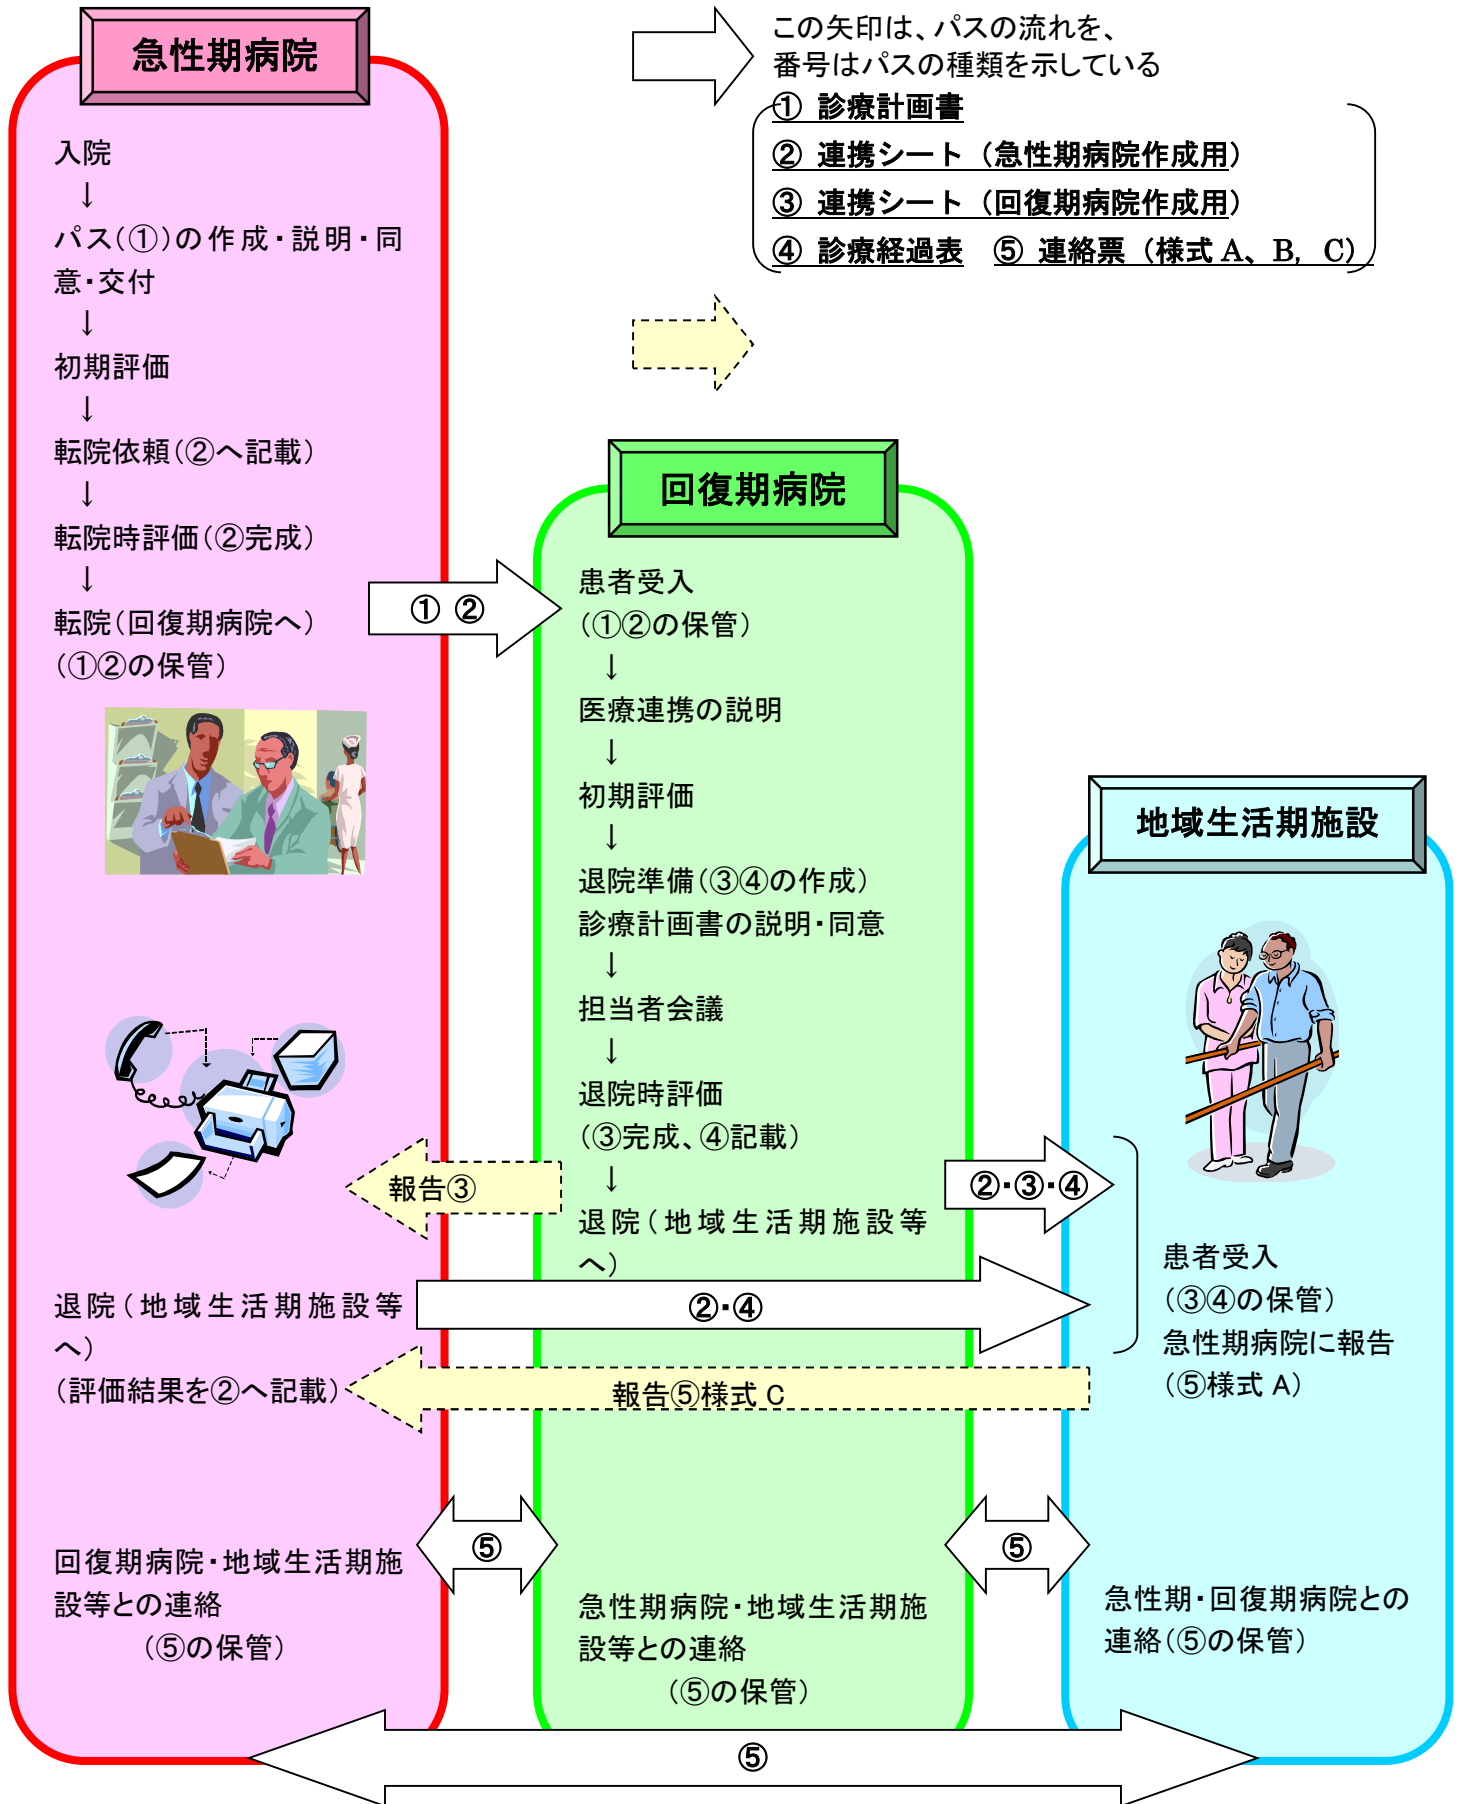 急性期病院
この矢印は、パスの流れを、
番号はパスの種類を示している
① 診療計画書
② 連携シート（急性期病院作成用）
③ 連携シート（回復期病院作成用）
④ 診療経過表　⑤ 連絡票（様式 A、B, C）
入院
↓
パス(①)の作成・説明・同
意・交付
↓
初期評価
↓
転院依頼(②へ記載)
↓
転院時評価(②完成)
↓
転院(回復期病院へ)
(①②の保管)
① ②
回復期病院
患者受入
(①②の保管)
↓
医療連携の説明
↓
初期評価
↓
退院準備(③④の作成)
診療計画書の説明・同意
↓
担当者会議
↓
退院時評価
(③完成、④記載)
↓
退院(地域生活期施設等
へ)
報告③
②・③・④
地域生活期施設
患者受入
(③④の保管)
急性期病院に報告
(⑤様式 A)
退院(地域生活期施設等
へ)
(評価結果を②へ記載)
②・④
報告⑤様式 C
⑤
⑤
回復期病院・地域生活期施
設等との連絡
(⑤の保管)
急性期病院・地域生活期施
設等との連絡
(⑤の保管)
急性期・回復期病院との
連絡(⑤の保管)
⑤